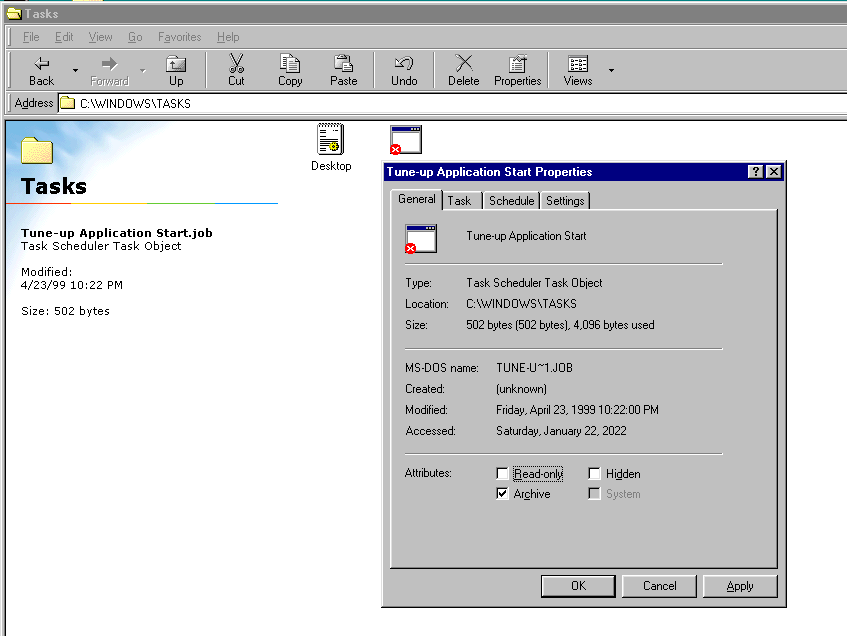 Tasks
File Edit View Go Favorites Help
Back Forward Up Cut Copy Paste Undo Delete Properties Views
Address C:\WINDOWS\TASKS
Tasks
Tune-up Application Start.job
Task Scheduler Task Object
Modified:
4/23/99 10:22 PM
Size: 502 bytes
Desktop
Tune-up Application Start Properties
General Task Schedule Settings
Tune-up Application Start
Type: Task Scheduler Task Object
Location: C:\WINDOWS\TASKS
Size: 502 bytes (502 bytes), 4,096 bytes used
MS-DOS name: TUNE-U~1.JOB
Created: (unknown)
Modified: Friday, April 23, 1999 10:22:00 PM
Accessed: Saturday, January 22, 2022
Attributes: Read-only Hidden
Archive System
OK Cancel Apply